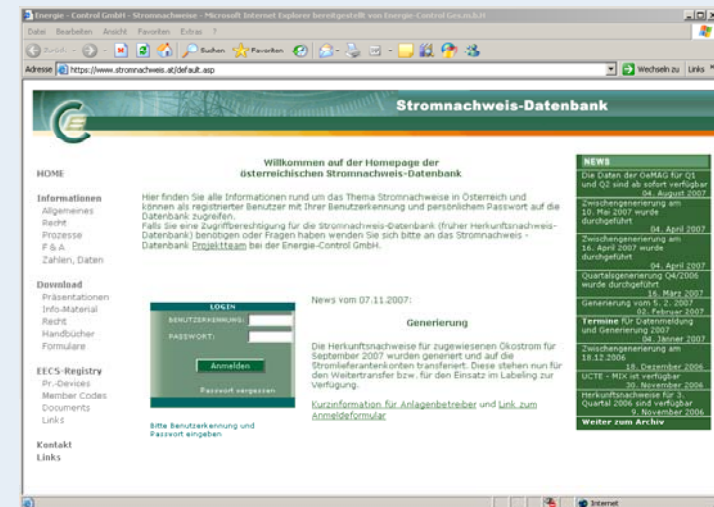 Energie - Control GmbH - Stromnachweise - Microsoft Internet Explorer bereitgestellt von Energie-Control Ges.m.b.H
Datei Bearbeiten Ansicht Favoriten Extras ?
Zurück Suchen Favoriten
Adresse https://www.stromnachweis.at/default.asp Wechseln zu Links
Stromnachweis-Datenbank
HOME
Informationen
Allgemeines
Recht
Prozesse
F & A
Zahlen, Daten
Download
Präsentationen
Info-Material
Recht
Handbücher
Formulare
EECS-Registry
Pr.-Devices
Member Codes
Documents
Links
Kontakt
Links
Willkommen auf der Homepage der
österreichischen Stromnachweis-Datenbank
Hier finden Sie alle Informationen rund um das Thema Stromnachweise in Österreich und
können als registrierter Benutzer mit Ihrer Benutzerkennung und persönlichem Passwort auf die
Datenbank zugreifen.
Falls Sie eine Zugriffberechtigung für die Stromnachweis-Datenbank (früher Herkunftsnachweis-
Datenbank) benötigen oder Fragen haben wenden Sie sich bitte an das Stromnachweis -
Datenbank Projektteam bei der Energie-Control GmbH.
LOGIN
BENUTZERKENNUNG:
PASSWORT:
Anmelden
Passwort vergessen
Bitte Benutzerkennung und
Passwort eingeben
News vom 07.11.2007:
Generierung
Die Herkunftsnachweise für zugewiesenen Ökostrom für
September 2007 wurden generiert und auf die
Stromlieferantenkonten transferiert. Diese stehen nun für
den Weitertransfer bzw. für den Einsatz im Labeling zur
Verfügung.
Kurzinformation für Anlagenbetreiber und Link zum
Anmeldeformular
NEWS
Die Daten der OeMAG für Q1
und Q2 sind ab sofort verfügbar
04. August 2007
Zwischengenerierung am
10. Mai 2007 wurde
durchgeführt
04. April 2007
Zwischengenerierung am
16. April 2007 wurde
durchgeführt
04. April 2007
Quartalsgenerierung Q4/2006
wurde durchgeführt
16. März 2007
Generierung vom 5. 2. 2007
02. Februar 2007
Termine für Datenmeldung
und Generierung 2007
04. Jänner 2007
Zwischengenerierung am
18.12.2006
18. Dezember 2006
UCTE - MIX ist verfügbar
30. November 2006
Herkunftsnachweise für 3.
Quartal 2006 sind verfügbar
9. November 2006
Weiter zum Archiv
Internet